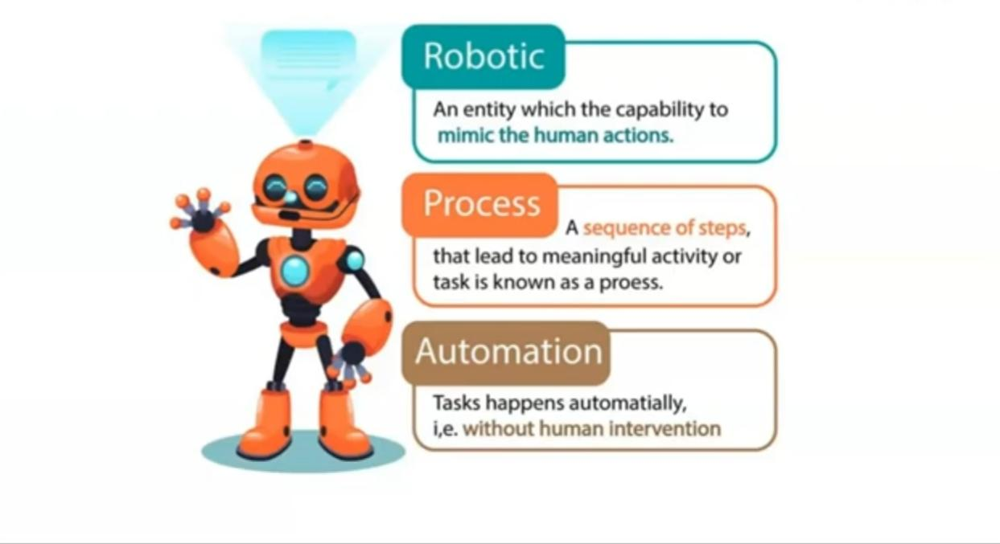 Robotic
An entity which the capability to
mimic the human actions.
Process
A sequence of steps,
that lead to meaningful activity or
task is known as a proess.
Automation
Tasks happens automatially,
i,e. without human intervention